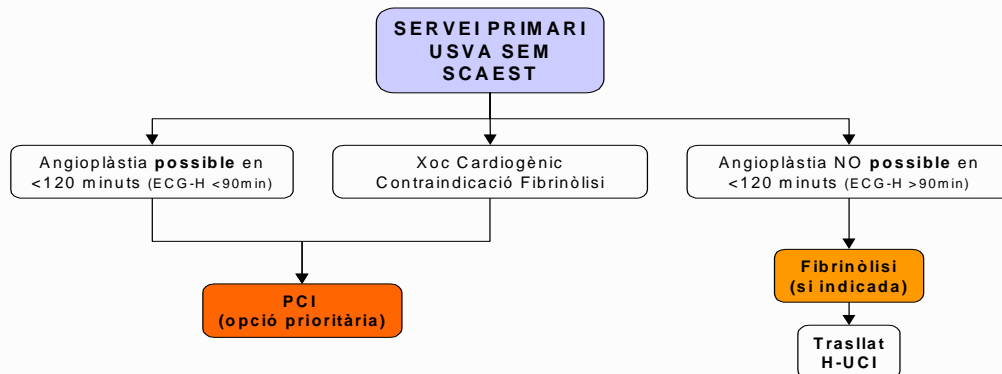 SERVEI PRIMARI
USVA SEM
SCAEST
Angioplàstia possible en
<120 minuts (ECG-H <90min)
Xoc Cardiogènic
Contraindicació Fibrinòlisi
Angioplàstia NO possible en
<120 minuts (ECG-H >90min)
PCI
(opció prioritària)
Fibrinòlisi
(si indicada)
Trasllat
H-UCI